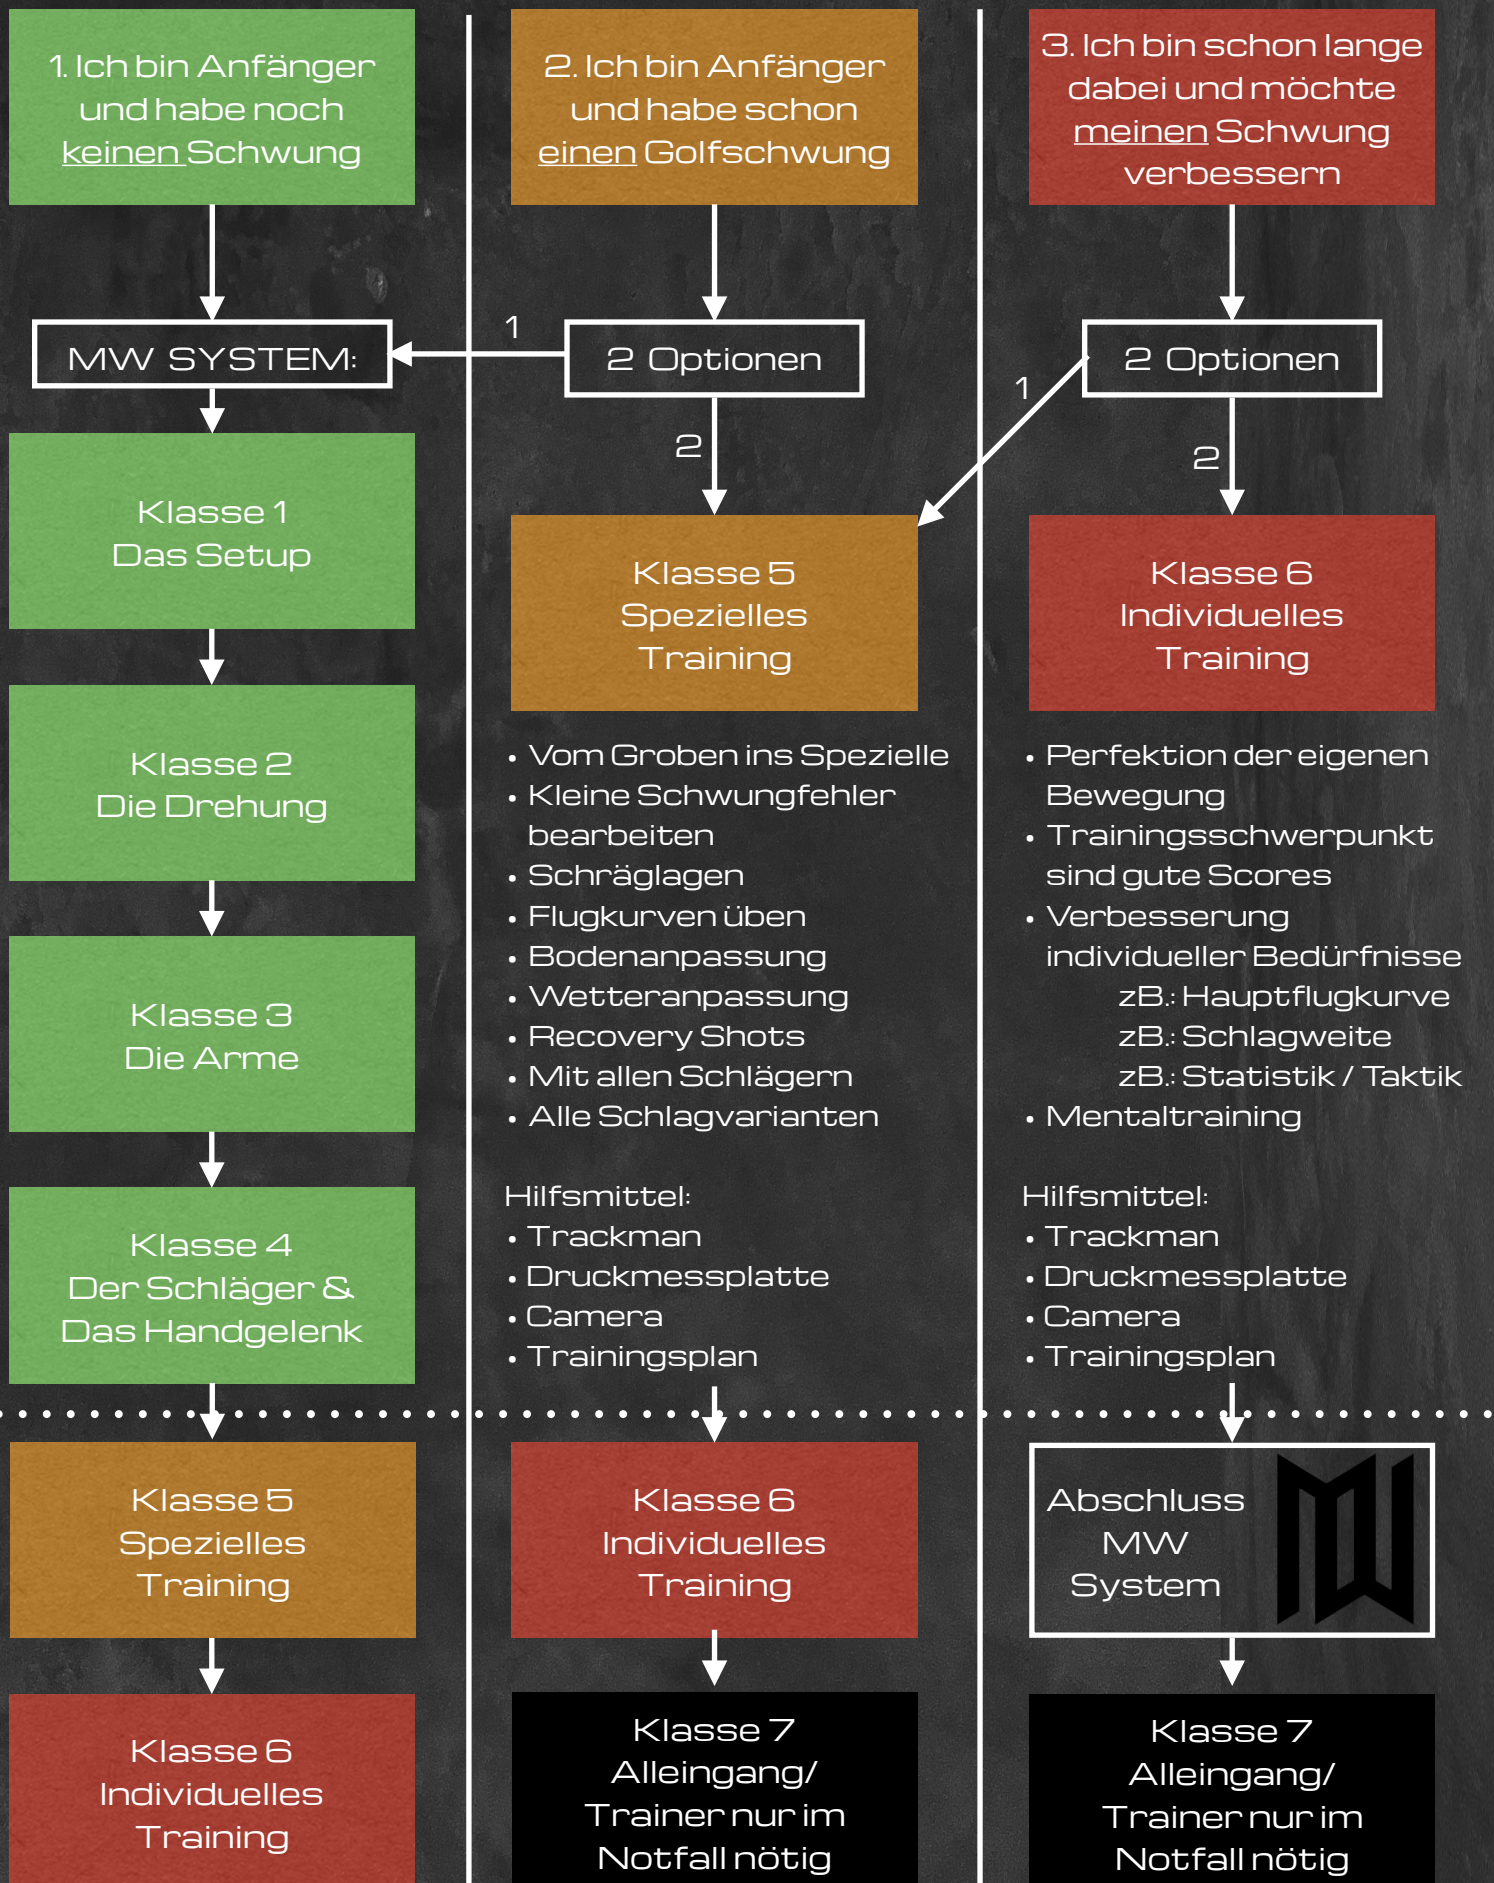 1. Ich bin Anfänger
und habe noch
keinen Schwung
MW SYSTEM:
Klasse 1
Das Setup
Klasse 2
Die Drehung
Klasse 3
Die Arme
Klasse 4
Der Schläger &
Das Handgelenk
Klasse 5
Spezielles
Training
Klasse 6
Individuelles
Training
2. Ich bin Anfänger
und habe schon
einen Golfschwung
1
2 Optionen
2
Klasse 5
Spezielles
Training
• Vom Groben ins Spezielle
• Kleine Schwungfehler
bearbeiten
• Schräglagen
• Flugkurven üben
• Bodenanpassung
• Wetteranpassung
• Recovery Shots
• Mit allen Schlägern
• Alle Schlagvarianten
Hilfsmittel:
• Trackman
• Druckmessplatte
• Camera
• Trainingsplan
Klasse 6
Individuelles
Training
Klasse 7
Alleingang/
Trainer nur im
Notfall nötig
3. Ich bin schon lange
dabei und möchte
meinen Schwung
verbessern
2 Optionen
1
2
Klasse 6
Individuelles
Training
• Perfektion der eigenen
Bewegung
• Trainingsschwerpunkt
sind gute Scores
• Verbesserung
individueller Bedürfnisse
zB.: Hauptflugkurve
zB.: Schlagweite
zB.: Statistik / Taktik
• Mentaltraining
Hilfsmittel:
• Trackman
• Druckmessplatte
• Camera
• Trainingsplan
Abschluss
MW
System
MW
Klasse 7
Alleingang/
Trainer nur im
Notfall nötig